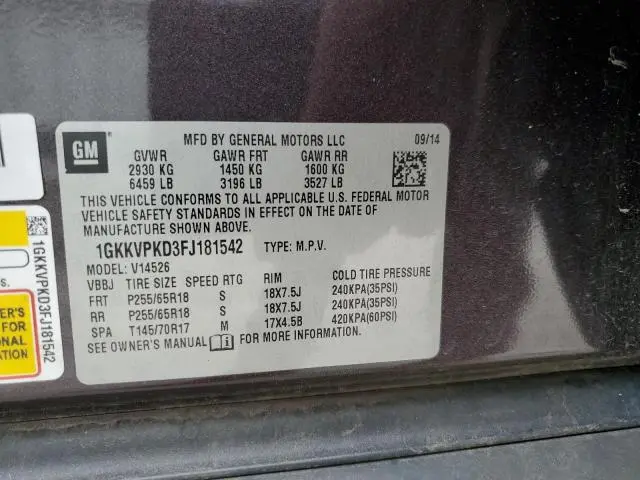 GM
MFD BY GENERAL MOTORS LLC 09/14
GVWR GAWR FRT GAWR RR
2930 KG 1450 KG 1600 KG
6459 LB 3196 LB 3527 LB
THIS VEHICLE CONFORMS TO ALL APPLICABLE U.S. FEDERAL MOTOR
VEHICLE SAFETY STANDARDS IN EFFECT ON THE DATE OF
MANUFACTURE SHOWN ABOVE.
1GKKVPKD3FJ181542 TYPE: M.P.V.
MODEL: V14526
VBBJ TIRE SIZE SPEED RTG RIM COLD TIRE PRESSURE
FRT P255/65R18 S 18X7.5J 240KPA(35PSI)
RR P255/65R18 S 18X7.5J 240KPA(35PSI)
SPA T145/70R17 M 17X4.5B 420KPA(60PSI)
SEE OWNER'S MANUAL i FOR MORE INFORMATION.
1GKKVPKD3FJ181542
ER'S
FOR
ONAL
ATION